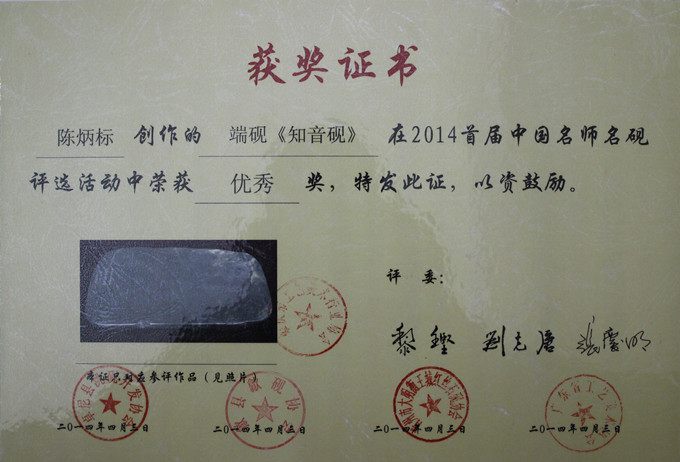 获奖证书
陈炳标 创作的 端砚《知音砚》 在2014首届中国名师名砚
评选活动中荣获 优秀 奖，特发此证，以资鼓励。
评 委：
参评作品（见照片）
二〇一四年四月三日 二〇一四年四月三日 二〇一四年四月三日 二〇一四年四月三日